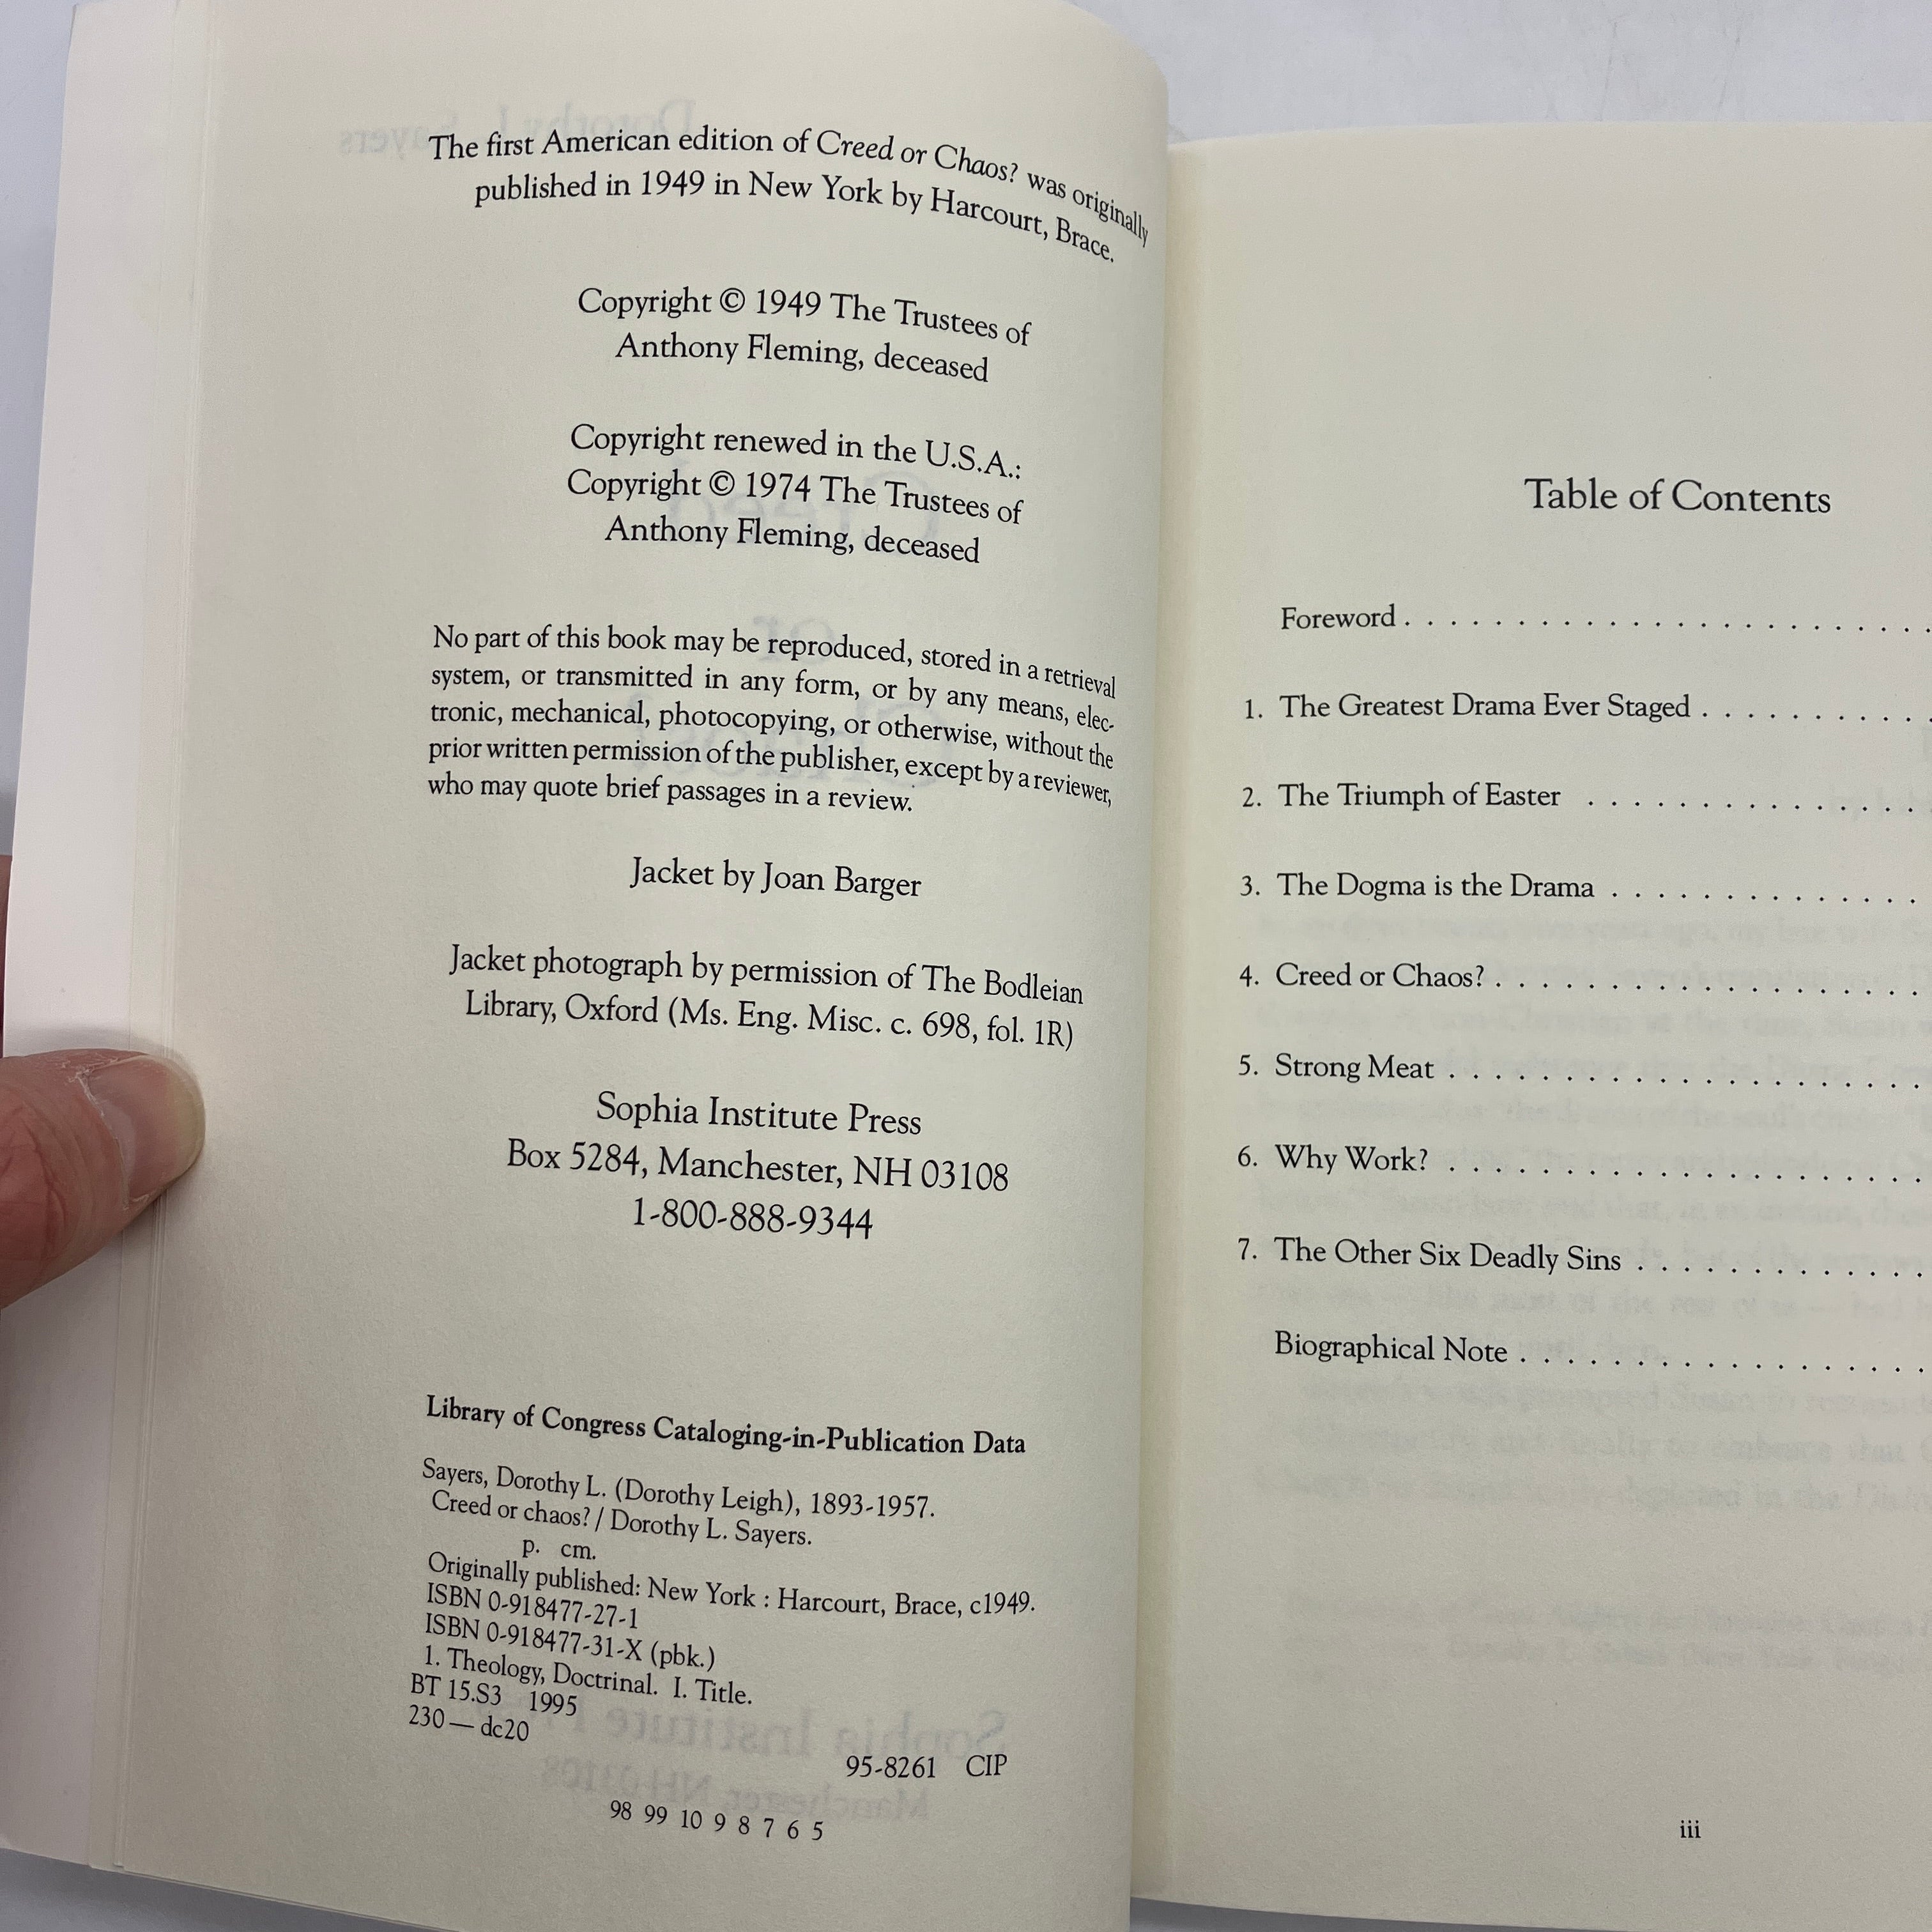 The first American edition of Creed or Chaos? was originally
published in 1949 in New York by Harcourt, Brace.
Copyright © 1949 The Trustees of
Anthony Fleming, deceased
Copyright renewed in the U.S.A.:
Copyright © 1974 The Trustees of
Anthony Fleming, deceased
No part of this book may be reproduced, stored in a retrieval
system, or transmitted in any form, or by any means, elec-
tronic, mechanical, photocopying, or otherwise, without the
prior written permission of the publisher, except by a reviewer,
who may quote brief passages in a review.
Jacket by Joan Barger
Jacket photograph by permission of The Bodleian
Library, Oxford (Ms. Eng. Misc. c. 698, fol. 1R)
Sophia Institute Press
Box 5284, Manchester, NH 03108
1-800-888-9344
Library of Congress Cataloging-in-Publication Data
Sayers, Dorothy L. (Dorothy Leigh), 1893-1957.
Creed or chaos? / Dorothy L. Sayers.
p. cm.
Originally published: New York : Harcourt, Brace, c1949.
ISBN 0-918477-27-1
ISBN 0-918477-31-X (pbk.)
1. Theology, Doctrinal. I. Title.
BT 15.S3 1995
230 — dc20
95-8261 CIP
98 99 10 9 8 7 6 5
Table of Contents
Foreword . . . . . . . . . . . . . . . . . . . . . . . .
1. The Greatest Drama Ever Staged . . . . . . . . . . .
2. The Triumph of Easter . . . . . . . . . . . . . . .
3. The Dogma is the Drama . . . . . . . . . . . . . .
4. Creed or Chaos? . . . . . . . . . . . . . . . . . . .
5. Strong Meat . . . . . . . . . . . . . . . . . . . . .
6. Why Work? . . . . . . . . . . . . . . . . . . . . .
7. The Other Six Deadly Sins . . . . . . . . . . . . .
Biographical Note . . . . . . . . . . . . . . . . . .
iii